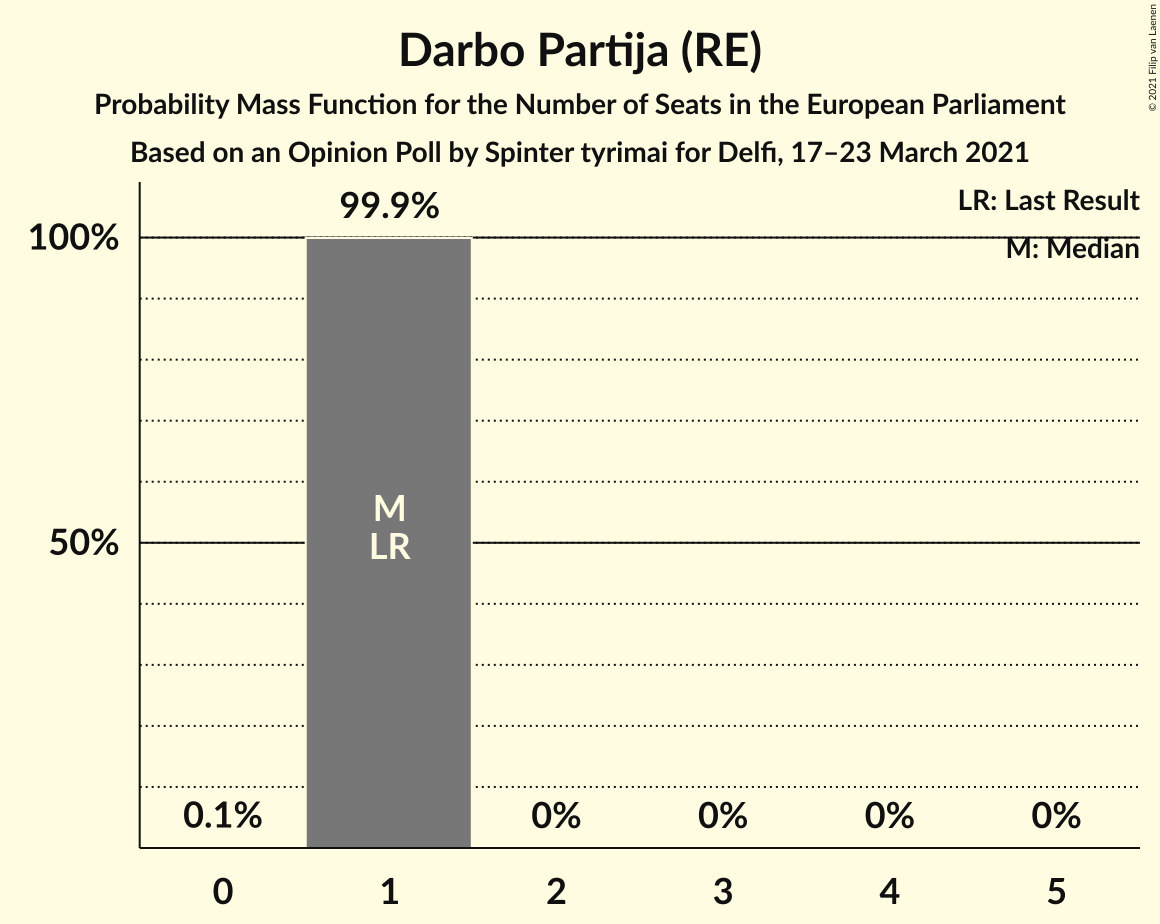 Darbo Partija (RE)
Probability Mass Function for the Number of Seats in the European Parliament
Based on an Opinion Poll by Spinter tyrimai for Delfi, 17–23 March 2021
© 2021 Filip van Laenen
LR: Last Result
M: Median
99.9%
100%
50%
M
LR
0.1%
0%
0%
0%
0%
0
1
2
3
4
5